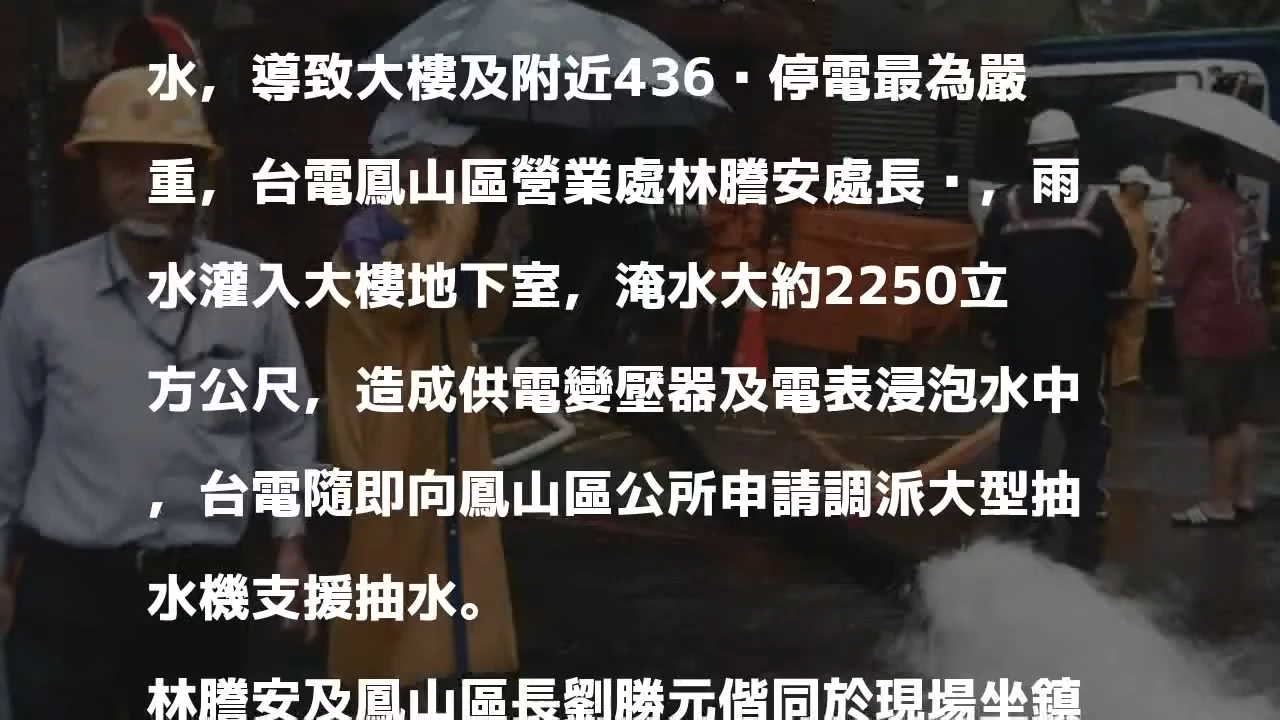 水，導致大樓及附近436▪停電最為嚴
重，台電鳳山區營業處林謄安處長▪，雨
水灌入大樓地下室，淹水大約2250立
方公尺，造成供電變壓器及電表浸泡水中
，台電隨即向鳳山區公所申請調派大型抽
水機支援抽水。
林謄安及鳳山區長劉勝元偕同於現場坐鎮